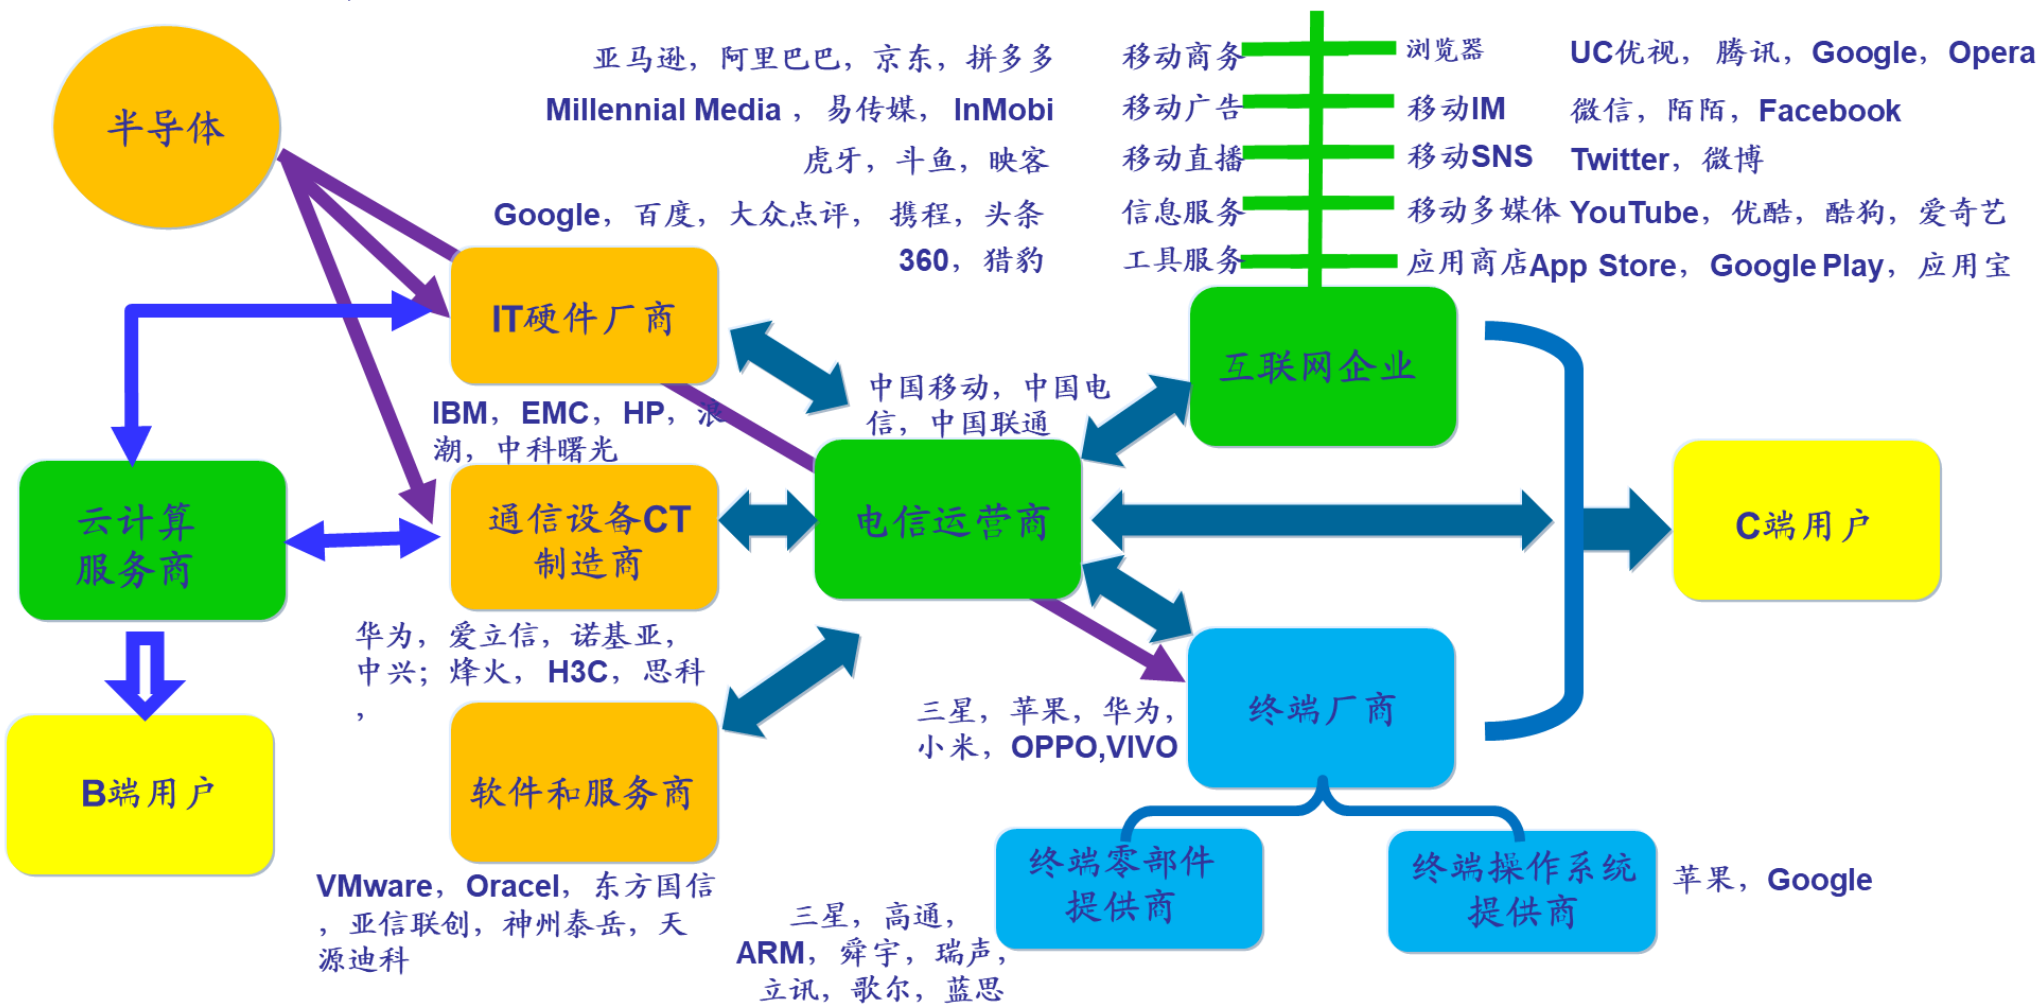 半导体
亚马逊，阿里巴巴，京东，拼多多
移动商务
浏览器
UC优视，腾讯，Google，Opera
Millennial Media，易传媒，InMobi
移动广告
移动IM
微信，陌陌，Facebook
虎牙，斗鱼，映客
移动直播
移动SNS
Twitter，微博
Google，百度，大众点评，携程，头条
信息服务
移动多媒体
YouTube，优酷，酷狗，爱奇艺
360，猎豹
工具服务
应用商店
App Store，Google Play，应用宝
IT硬件厂商
互联网企业
IBM，EMC，HP，浪
潮，中科曙光
中国移动，中国电
信，中国联通
云计算
服务商
通信设备CT
制造商
电信运营商
C端用户
华为，爱立信，诺基亚，
中兴；烽火，H3C，思科
，
B端用户
软件和服务商
三星，苹果，华为，
小米，OPPO,VIVO
终端厂商
VMware，Oracel，东方国信
，亚信联创，神州泰岳，天
源迪科
终端零部件
提供商
终端操作系统
提供商
苹果，Google
三星，高通，
ARM，舜宇，瑞声，
立讯，歌尔，蓝思